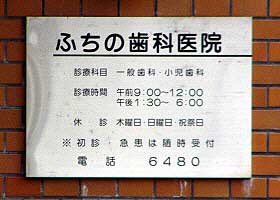 ふちの歯科医院
診療科目 一般歯科・小児歯科
診療時間 午前9:00〜12:00
午後1:30〜 6:00
休診 木曜日・日曜日・祝祭日
※初診・急患は随時受付
電話 6480